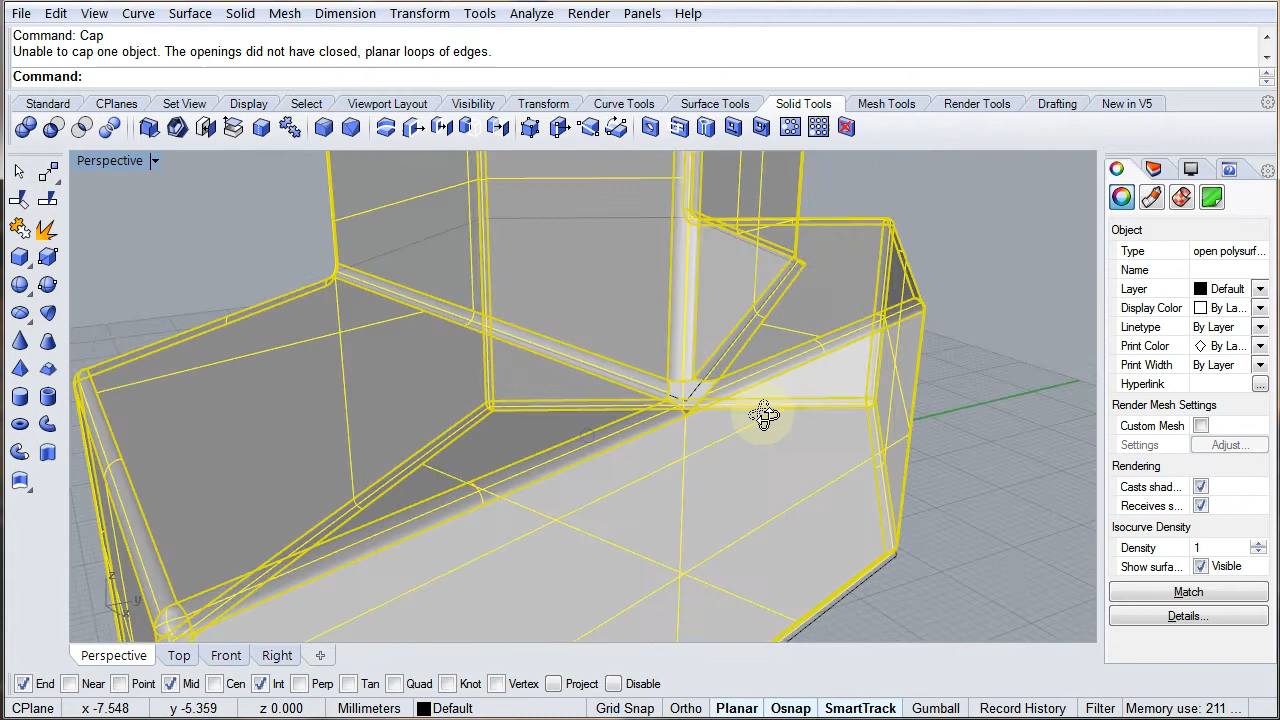 File Edit View Curve Surface Solid Mesh Dimension Transform Tools Analyze Render Panels Help
Command: Cap
Unable to cap one object. The openings did not have closed, planar loops of edges.
Command:
Standard CPlanes Set View Display Select Viewport Layout Visibility Transform Curve Tools Surface Tools Solid Tools Mesh Tools Render Tools Drafting New in V5
Perspective
Object
Type open polysurf...
Name
Layer Default
Display Color By La...
Linetype By Layer
Print Color By La...
Print Width By Layer
Hyperlink ...
Render Mesh Settings
Custom Mesh
Settings Adjust...
Rendering
Casts shad...
Receives s...
Isocurve Density
Density 1
Show surfa... Visible
Match
Details...
z
y
Perspective Top Front Right
End Near Point Mid Cen Int Perp Tan Quad Knot Vertex Project Disable
CPlane x -7.548 y -5.359 z 0.000 Millimeters Default Grid Snap Ortho Planar Osnap SmartTrack Gumball Record History Filter Memory use: 211 ...